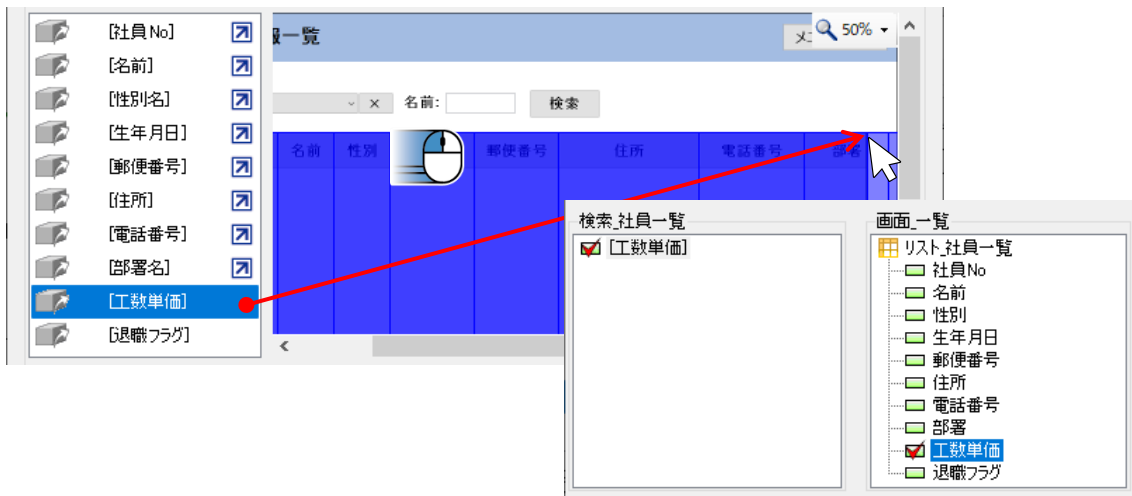 [社員No]
[名前]
[性別名]
[生年月日]
[郵便番号]
[住所]
[電話番号]
[部署名]
[工数単価]
[退職フラグ]
一覧
50%
名前:
検索
名前 性別 郵便番号 住所 電話番号 部署
検索_社員一覧
[工数単価]
画面_一覧
リスト_社員一覧
社員No
名前
性別
生年月日
郵便番号
住所
電話番号
部署
工数単価
退職フラグ